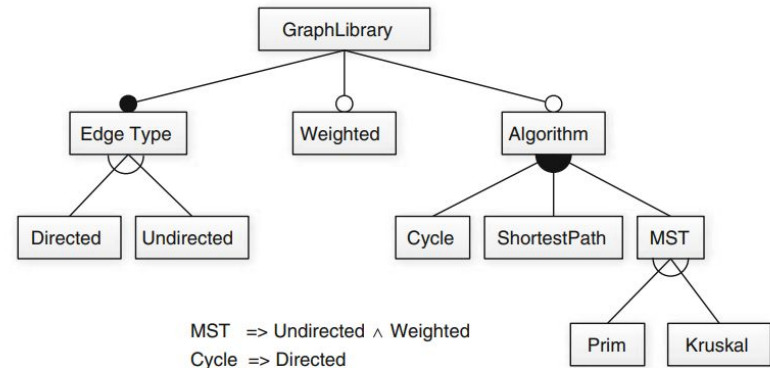 GraphLibrary
Edge Type
Weighted
Algorithm
Directed
Undirected
Cycle
ShortestPath
MST
MST => Undirected ∧ Weighted
Cycle => Directed
Prim
Kruskal